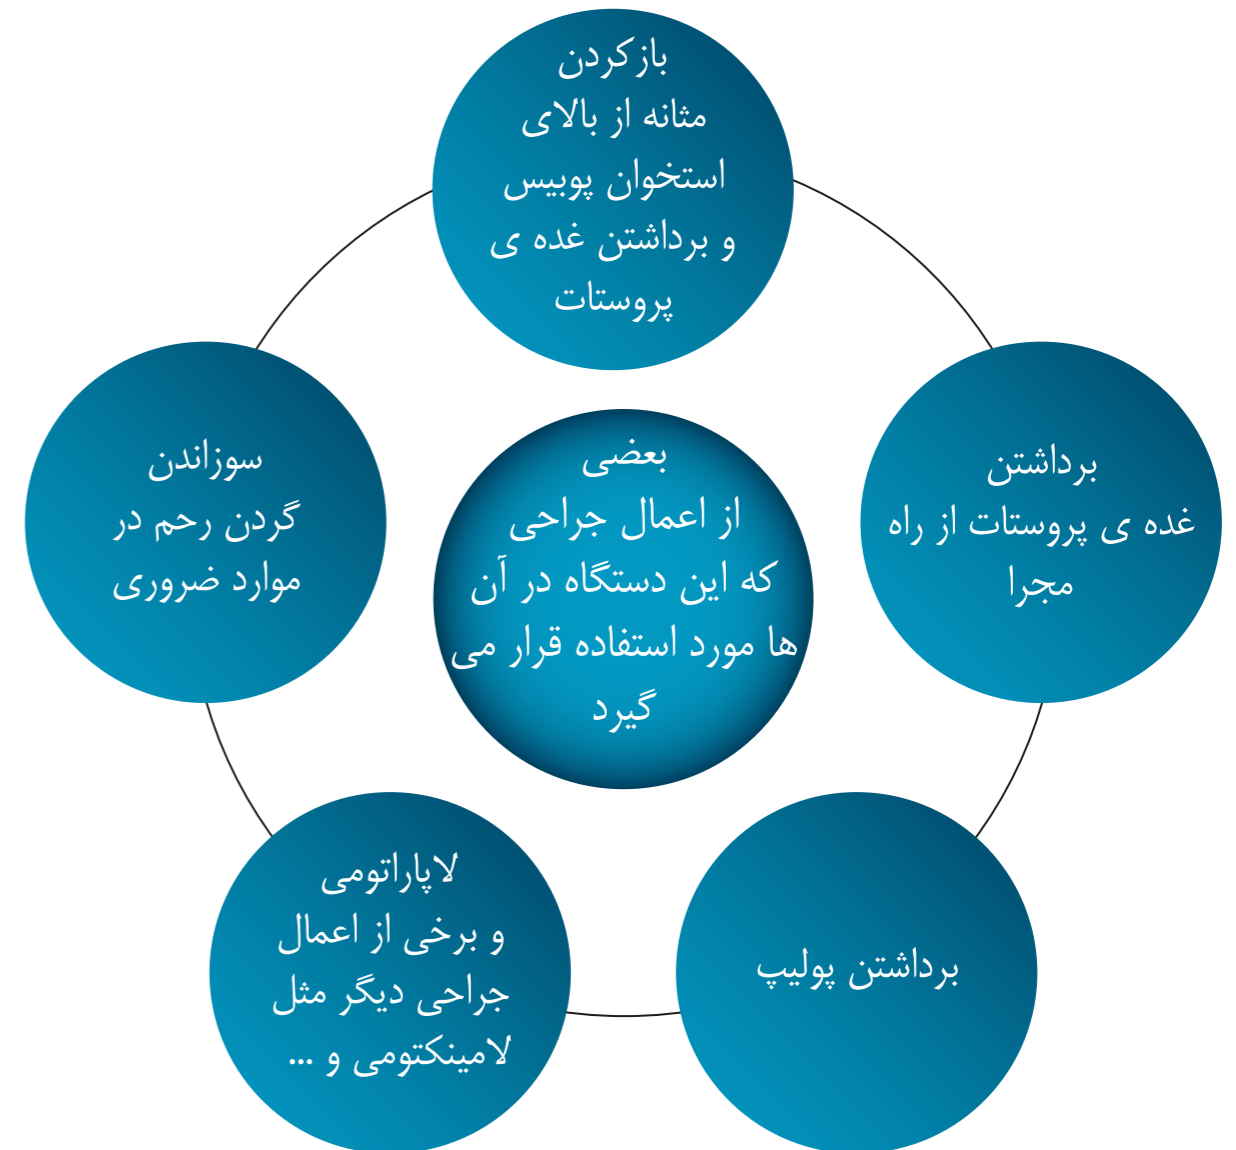 بازکردن
مثانه از بالای
استخوان پوبیس
و برداشتن غده ی
پروستات
برداشتن
غده ی پروستات از راه
مجرا
برداشتن پولیپ
لاپاراتومی
و برخی از اعمال
جراحی دیگر مثل
لامینکتومی و ...
سوزاندن
گردن رحم در
موارد ضروری
بعضی
از اعمال جراحی
که این دستگاه در آن
ها مورد استفاده قرار می
گیرد